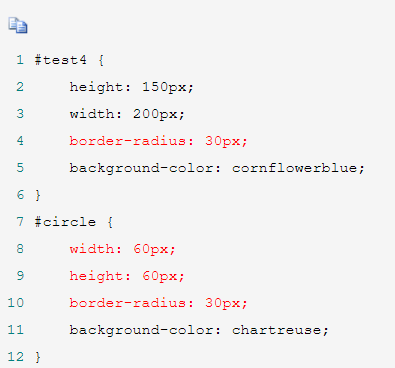 1 #test4 {
2     height: 150px;
3     width: 200px;
4     border-radius: 30px;
5     background-color: cornflowerblue;
6 }
7 #circle {
8     width: 60px;
9     height: 60px;
10     border-radius: 30px;
11     background-color: chartreuse;
12 }